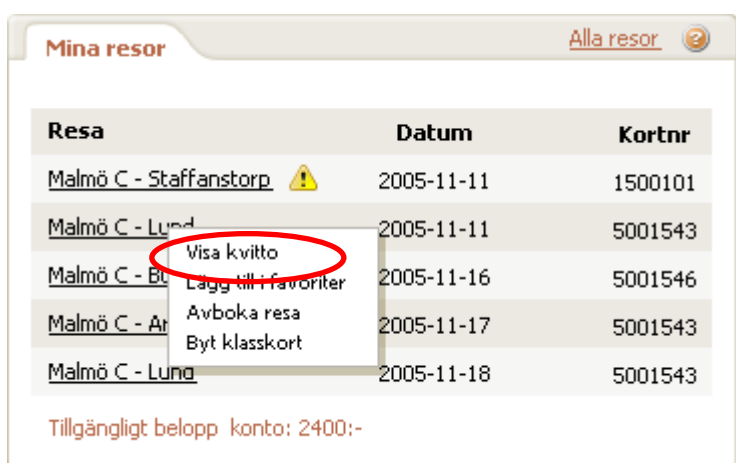 Mina resor
Alla resor
Resa Datum Kortnr
Malmö C - Staffanstorp 2005-11-11 1500101
Malmö C - Lund 2005-11-11 5001543
Visa kvitto
Malmö C - 2005-11-16 5001546
Lägg till i favoriter
Malmö C - 2005-11-17 5001543
Avboka resa
Byt klasskort
Malmö C - Lund 2005-11-18 5001543
Tillgängligt belopp konto: 2400:-